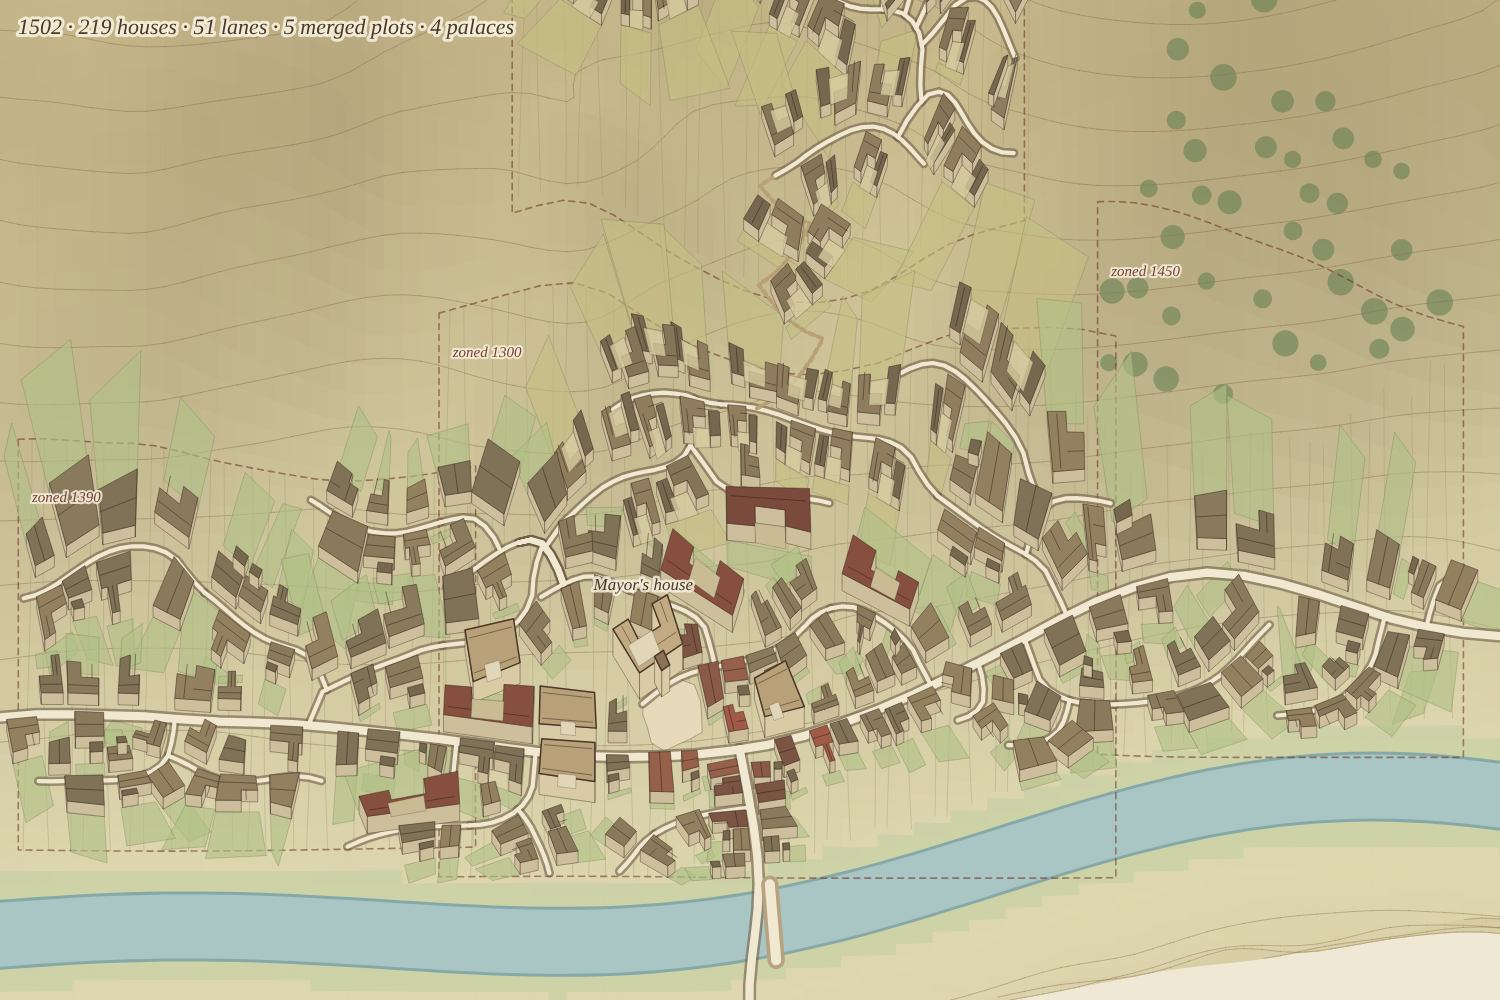 1502 · 219 houses · 51 lanes · 5 merged plots · 4 palaces
zoned 1450
zoned 1300
zoned 1390
Mayor's house